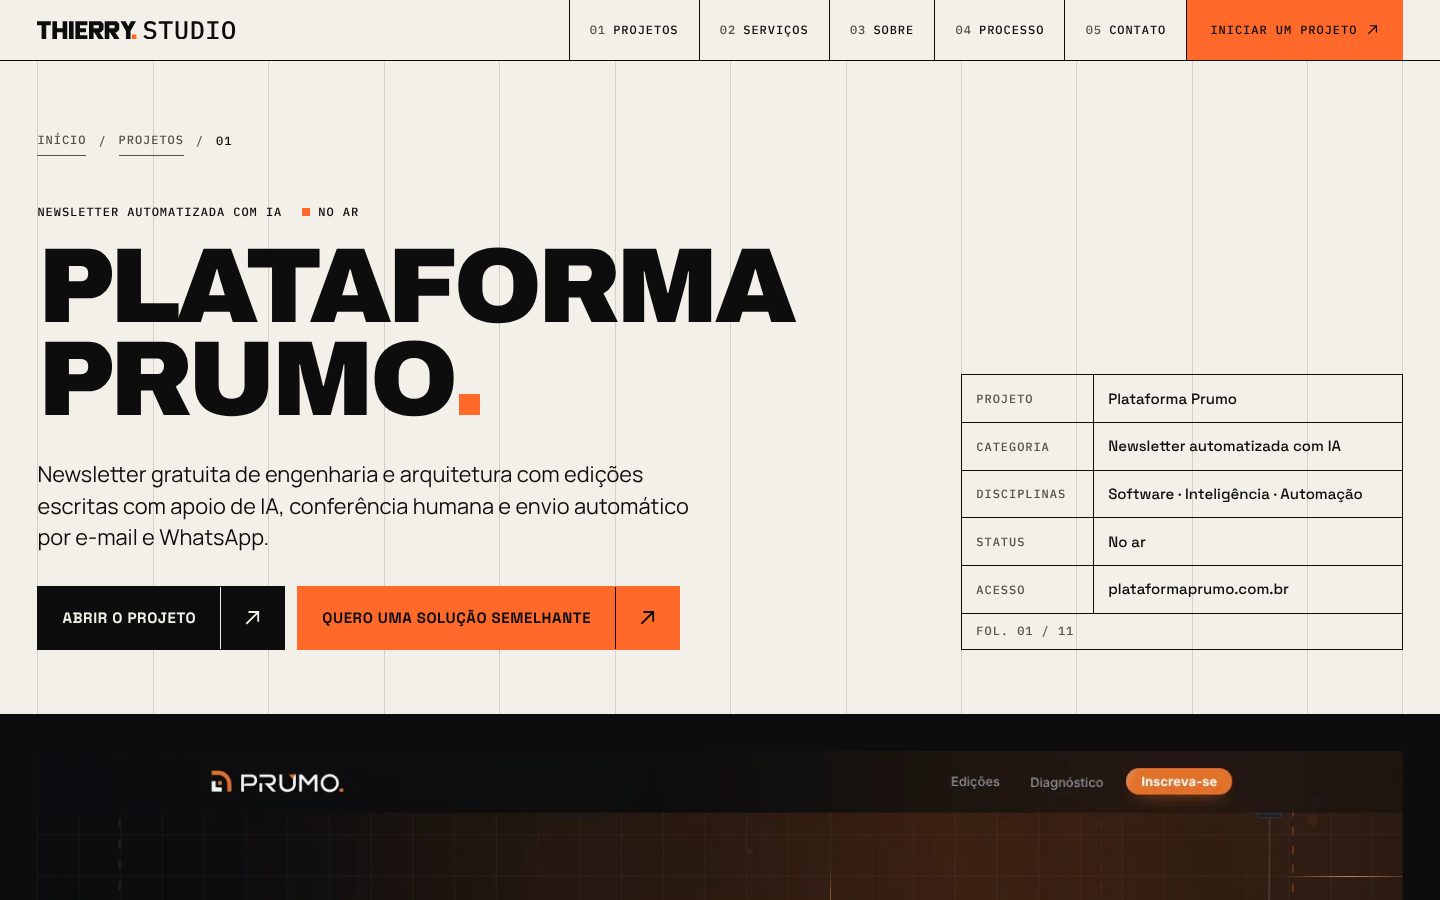 THIERRY.STUDIO
01 PROJETOS
02 SERVIÇOS
03 SOBRE
04 PROCESSO
05 CONTATO
INICIAR UM PROJETO
INÍCIO / PROJETOS / 01
NEWSLETTER AUTOMATIZADA COM IA
NO AR
PLATAFORMA
PRUMO.
Newsletter gratuita de engenharia e arquitetura com edições
escritas com apoio de IA, conferência humana e envio automático
por e-mail e WhatsApp.
ABRIR O PROJETO
QUERO UMA SOLUÇÃO SEMELHANTE
PROJETO Plataforma Prumo
CATEGORIA Newsletter automatizada com IA
DISCIPLINAS Software · Inteligência · Automação
STATUS No ar
ACESSO plataformaprumo.com.br
FOL. 01 / 11
PRUMO.
Edições
Diagnóstico
Inscreva-se